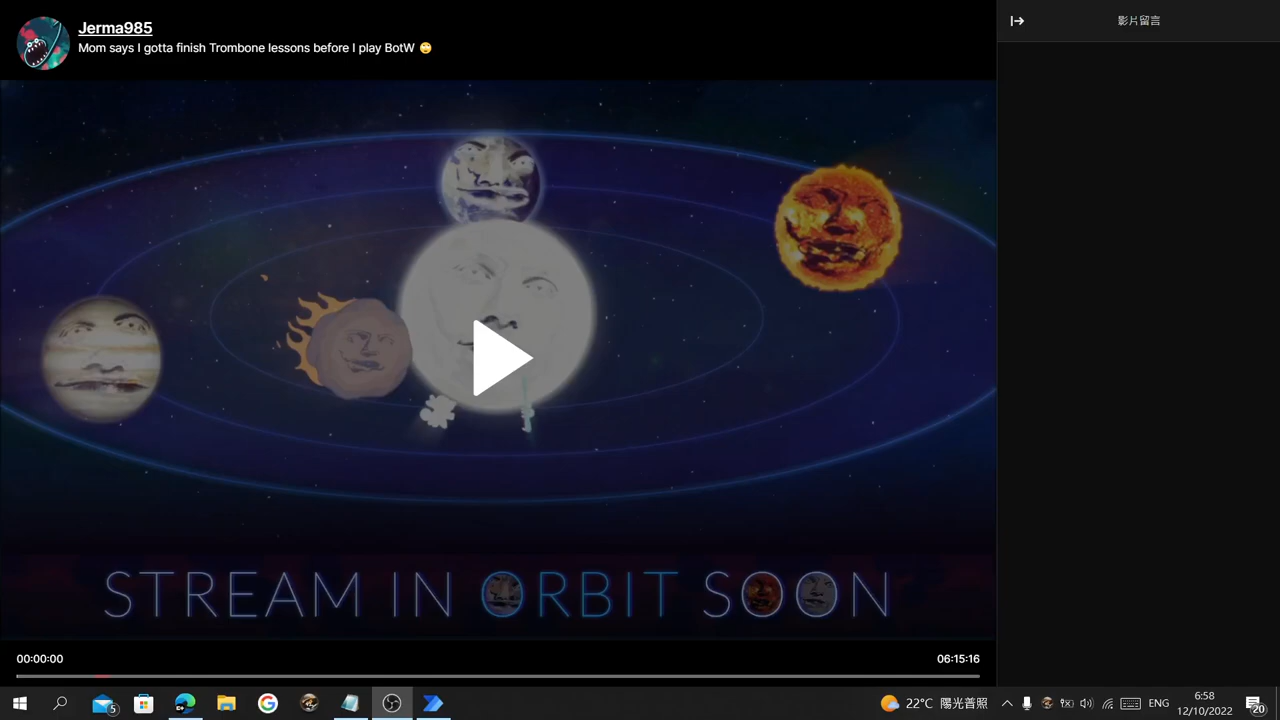 Jerma985
Mom says I gotta finish Trombone lessons before I play BotW 🙄
影片留言
STREAM IN ORBIT SOON
00:00:00
06:15:16
5
22°C 陽光普照
ENG
6:58
12/10/2022
20